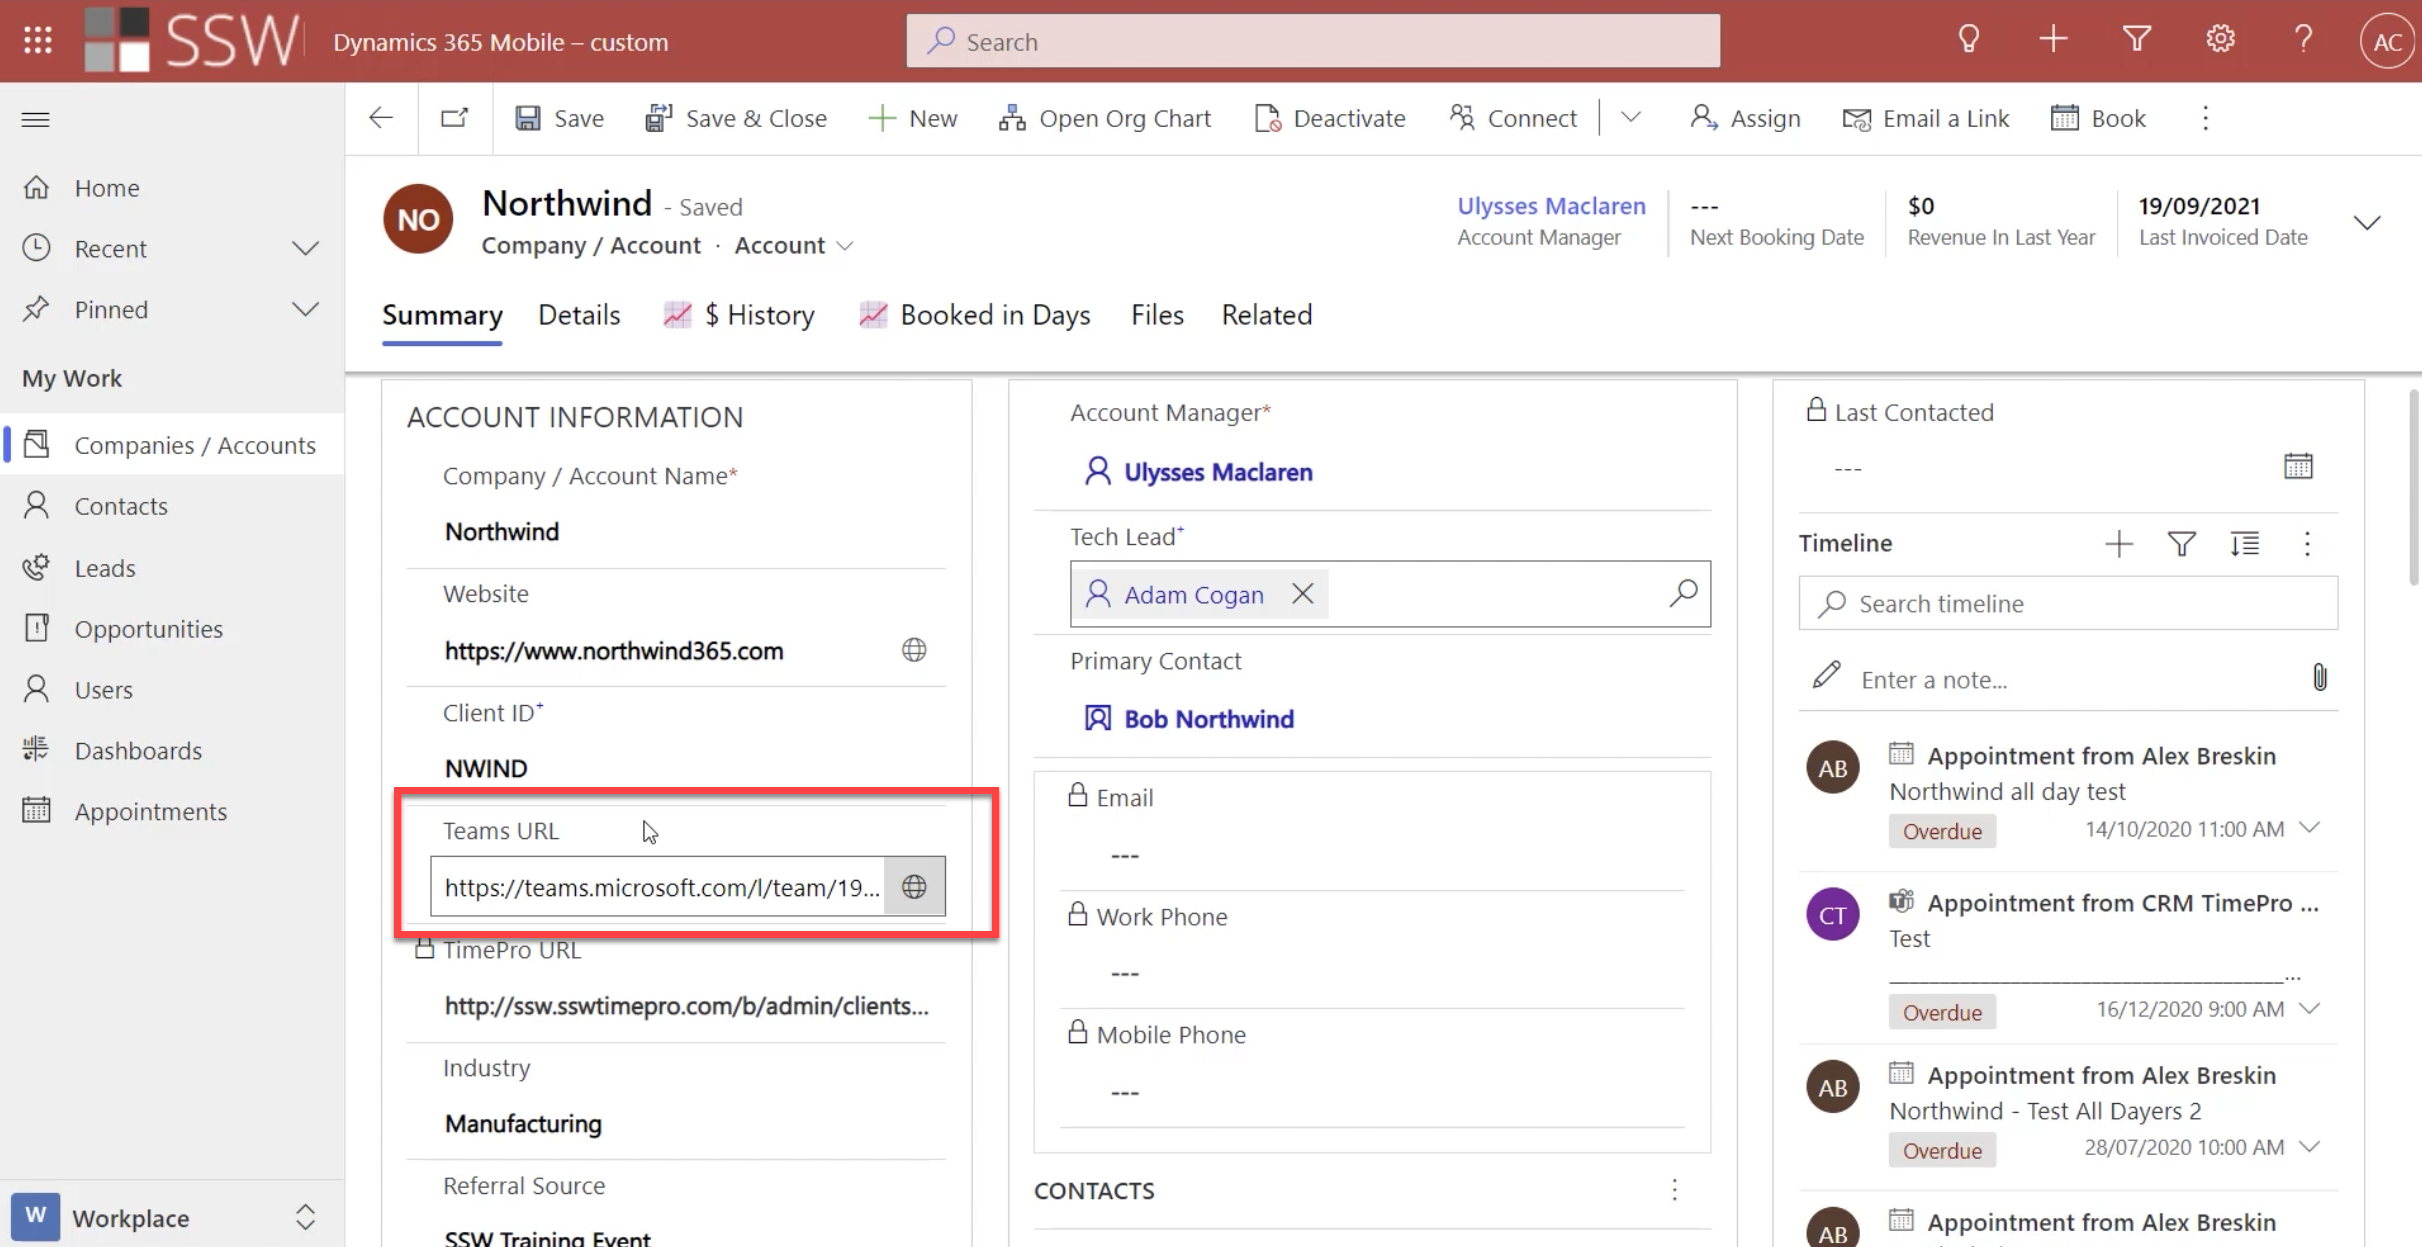 SSW
Dynamics 365 Mobile – custom
Search
?
AC
Save
Save & Close
New
Open Org Chart
Deactivate
Connect
Assign
Email a Link
Book
Home
Recent
Pinned
My Work
Companies / Accounts
Contacts
Leads
Opportunities
Users
Dashboards
Appointments
W
Workplace
NO
Northwind - Saved
Company / Account · Account
Ulysses Maclaren
Account Manager
---
Next Booking Date
$0
Revenue In Last Year
19/09/2021
Last Invoiced Date
Summary
Details
$ History
Booked in Days
Files
Related
ACCOUNT INFORMATION
Company / Account Name*
Northwind
Website
https://www.northwind365.com
Client ID+
NWIND
Teams URL
https://teams.microsoft.com/l/team/19...
TimePro URL
http://ssw.sswtimepro.com/b/admin/clients...
Industry
Manufacturing
Referral Source
SSW Training Event
Account Manager*
Ulysses Maclaren
Tech Lead+
Adam Cogan
Primary Contact
Bob Northwind
Email
---
Work Phone
---
Mobile Phone
---
CONTACTS
Last Contacted
---
Timeline
Search timeline
Enter a note...
AB
Appointment from Alex Breskin
Northwind all day test
Overdue
14/10/2020 11:00 AM
CT
Appointment from CRM TimePro ...
Test
________________________________________...
Overdue
16/12/2020 9:00 AM
AB
Appointment from Alex Breskin
Northwind - Test All Dayers 2
Overdue
28/07/2020 10:00 AM
AB
Appointment from Alex Breskin